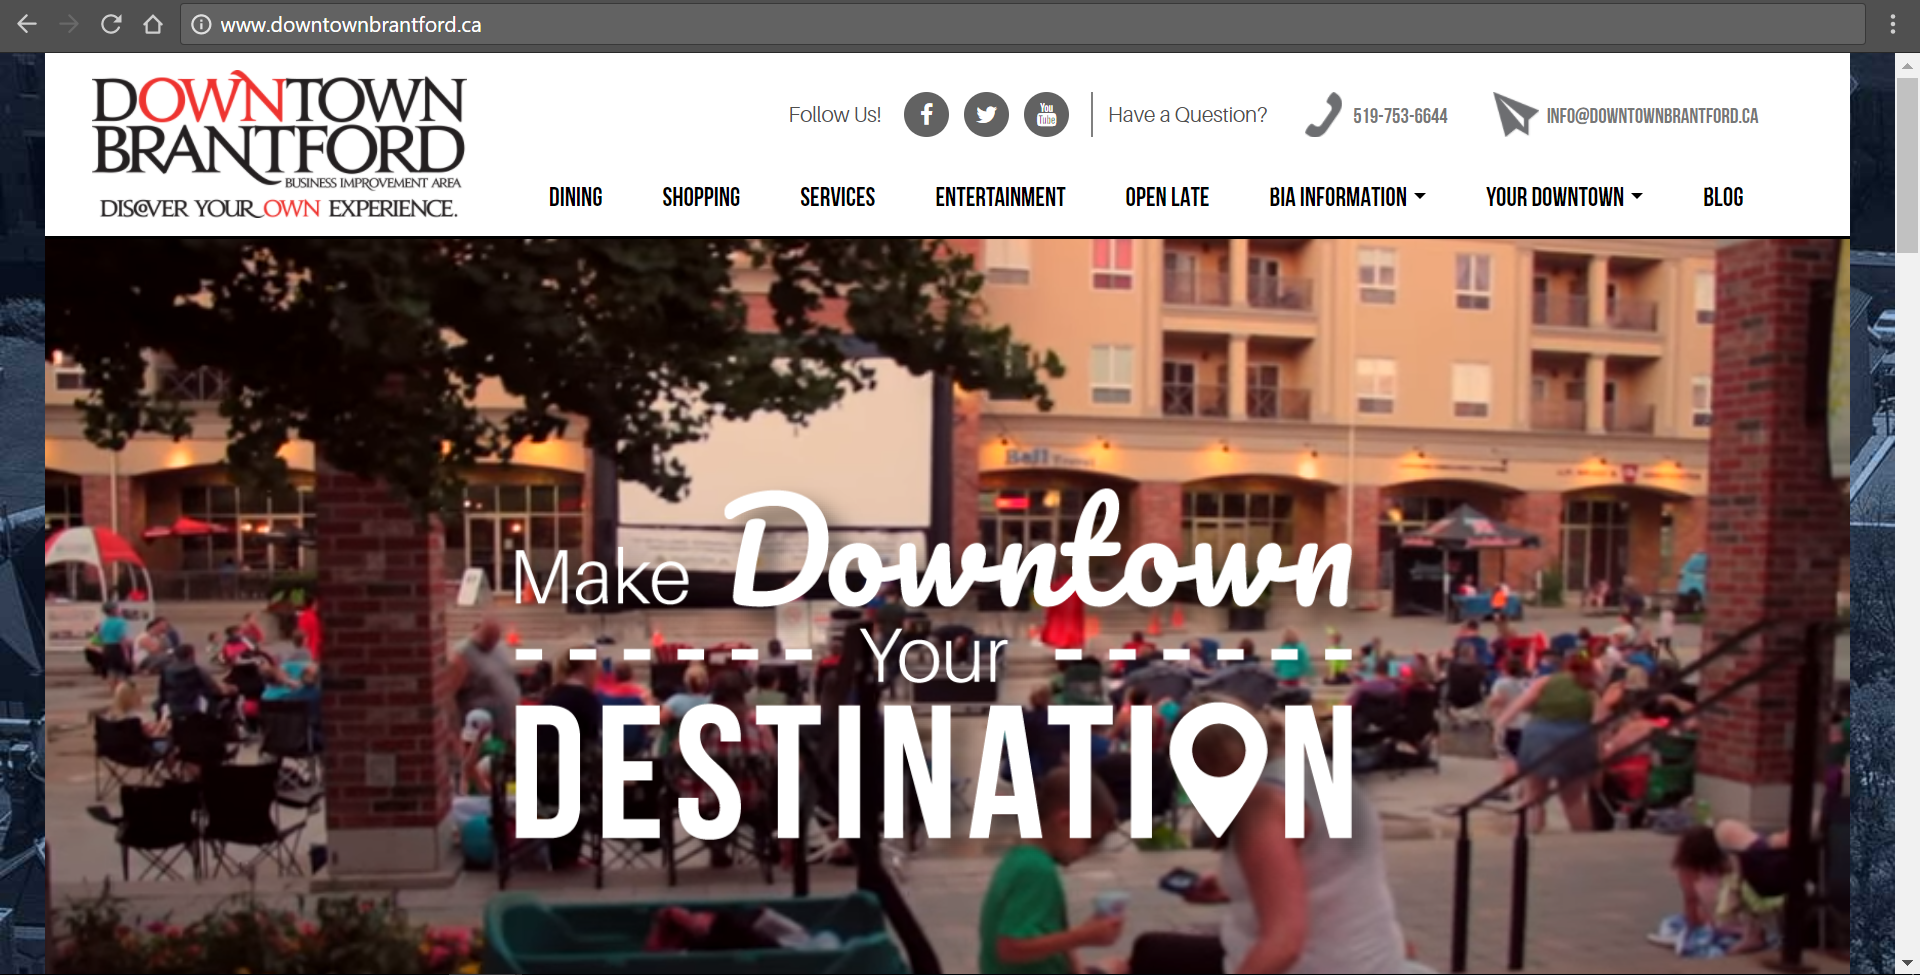 www.downtownbrantford.ca
DOWNTOWN
BRANTFORD
BUSINESS IMPROVEMENT AREA
DISCOVER YOUR OWN EXPERIENCE.
Follow Us!
You
Tube
Have a Question?
519-753-6644
INFO@DOWNTOWNBRANTFORD.CA
DINING
SHOPPING
SERVICES
ENTERTAINMENT
OPEN LATE
BIA INFORMATION
YOUR DOWNTOWN
BLOG
Bell
Make Downtown
Your
DESTINATION